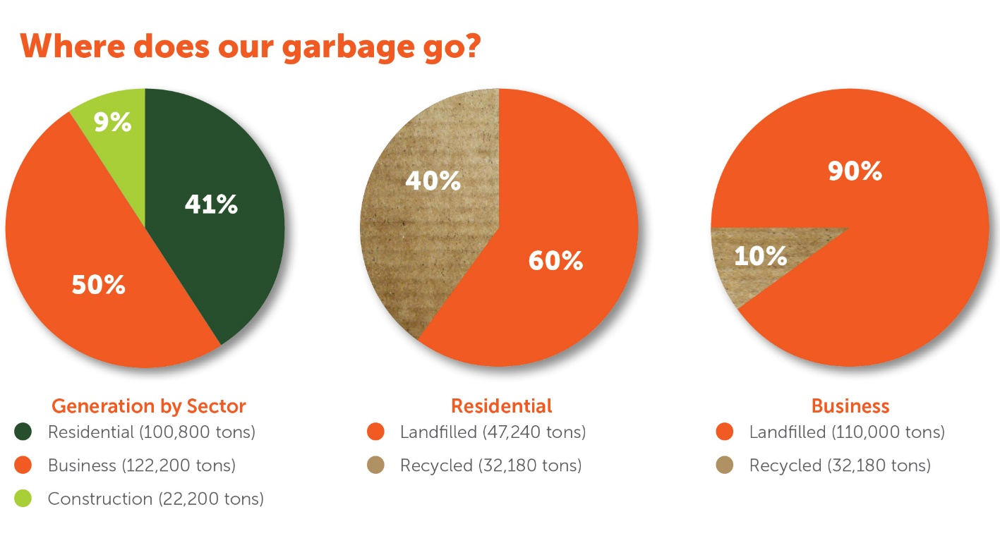 Where does our garbage go?
9%
41%
50%
Generation by Sector
Residential (100,800 tons)
Business (122,200 tons)
Construction (22,200 tons)
40%
60%
Residential
Landfilled (47,240 tons)
Recycled (32,180 tons)
90%
10%
Business
Landfilled (110,000 tons)
Recycled (32,180 tons)